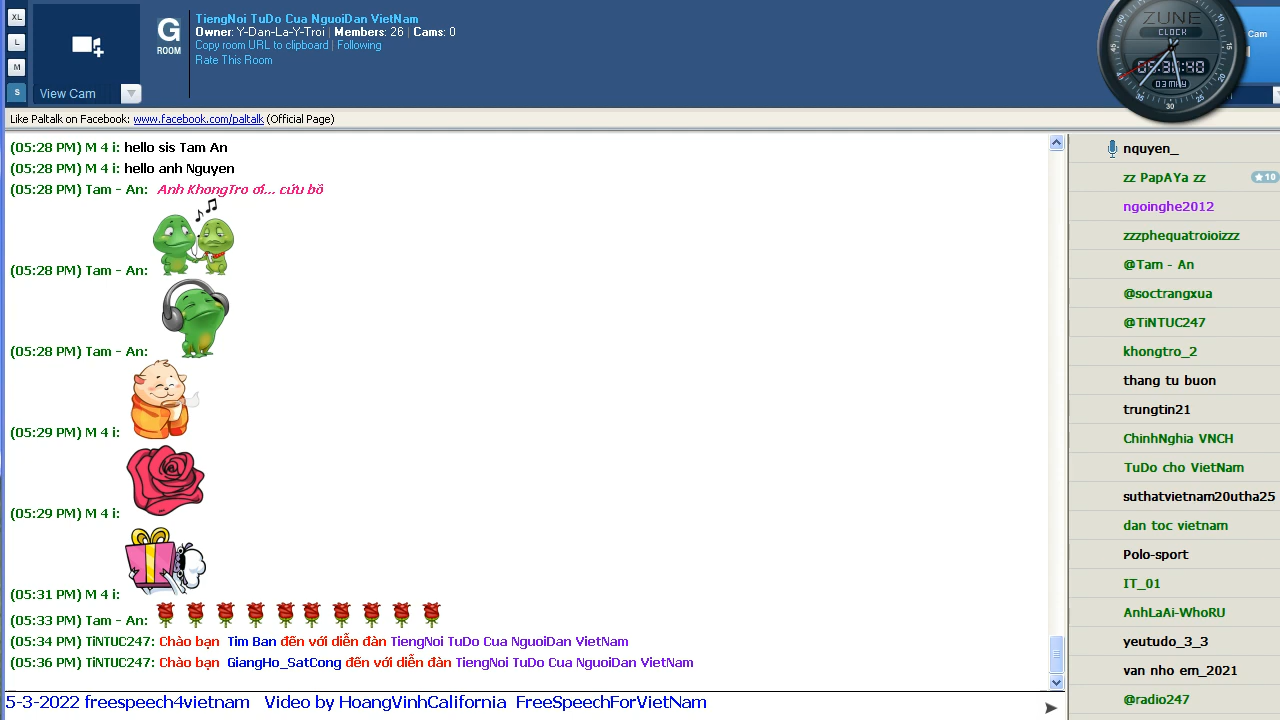 XL
L
M
S
View Cam
G
ROOM
TiengNoi TuDo Cua NguoiDan VietNam
Owner: Y-Dan-La-Y-Troi | Members: 26 | Cams: 0
Copy room URL to clipboard | Following
Rate This Room
ZUNE
CLOCK
03 may
Cam
Like Paltalk on Facebook: www.facebook.com/paltalk (Official Page)
(05:28 PM) M 4 i: hello sis Tam An
(05:28 PM) M 4 i: hello anh Nguyen
(05:28 PM) Tam - An: Anh KhongTro ơi... cứu bồ
(05:28 PM) Tam - An:
(05:28 PM) Tam - An:
(05:29 PM) M 4 i:
(05:29 PM) M 4 i:
(05:31 PM) M 4 i:
(05:33 PM) Tam - An:
(05:34 PM) TiNTUC247: Chào bạn Tim Ban đến với diễn đàn TiengNoi TuDo Cua NguoiDan VietNam
(05:36 PM) TiNTUC247: Chào bạn GiangHo_SatCong đến với diễn đàn TiengNoi TuDo Cua NguoiDan VietNam
5-3-2022 freespeech4vietnam Video by HoangVinhCalifornia FreeSpeechForVietNam
nquyen_
zz PapAYa zz
10
ngoinghe2012
zzzphequatroioizzz
@Tam - An
@soctrangxua
@TiNTUC247
khongtro_2
thang tu buon
trungtin21
ChinhNghia VNCH
TuDo cho VietNam
suthatvietnam20utha25
dan toc vietnam
Polo-sport
IT_01
AnhLaAi-WhoRU
yeutudo_3_3
van nho em_2021
@radio247